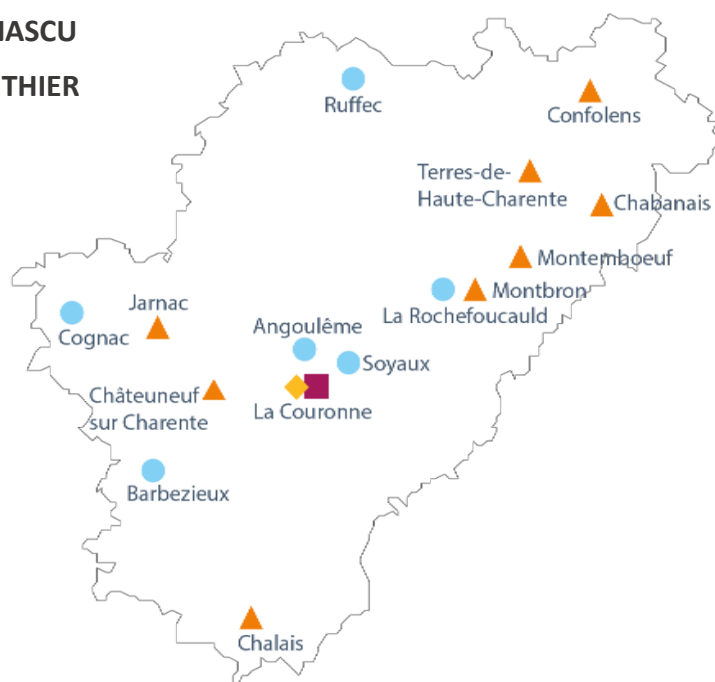 IASCU
THIER
Ruffec
Confolens
Terres-de-
Haute-Charente
Chabanais
Montemboeuf
Montbron
La Rochefoucauld
Jarnac
Cognac
Angoulême
Soyaux
Châteuneuf
sur Charente
La Couronne
Barbezieux
Chalais